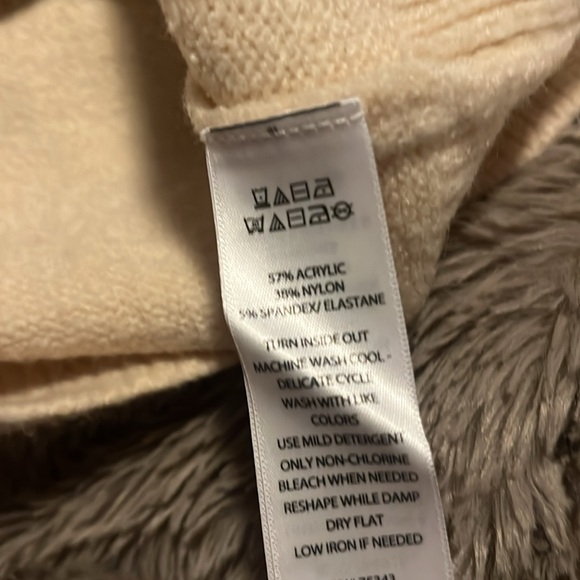 57% ACRYLIC
38% NYLON
5% SPANDEX/ ELASTANE
TURN INSIDE OUT
MACHINE WASH COOL -
DELICATE CYCLE
WASH WITH LIKE
COLORS
USE MILD DETERGENT
ONLY NON-CHLORINE
BLEACH WHEN NEEDED
RESHAPE WHILE DAMP
DRY FLAT
LOW IRON IF NEEDED